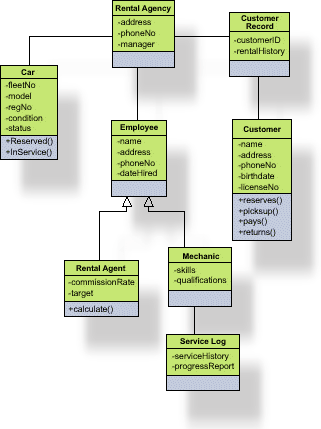 Rental Agency
-address
-phoneNo
-manager
Customer
Record
-customerID
-rentalHistory
Car
-fleetNo
-model
-regNo
-condition
-status
+Reserved()
+InService()
Employee
-name
-address
-phoneNo
-dateHired
Customer
-name
-address
-phoneNo
-birthdate
-licenseNo
+reserves()
+picksup()
+pays()
+returns()
Rental Agent
-commissionRate
-target
+calculate()
Mechanic
-skills
-qualifications
Service Log
-serviceHistory
-progressReport